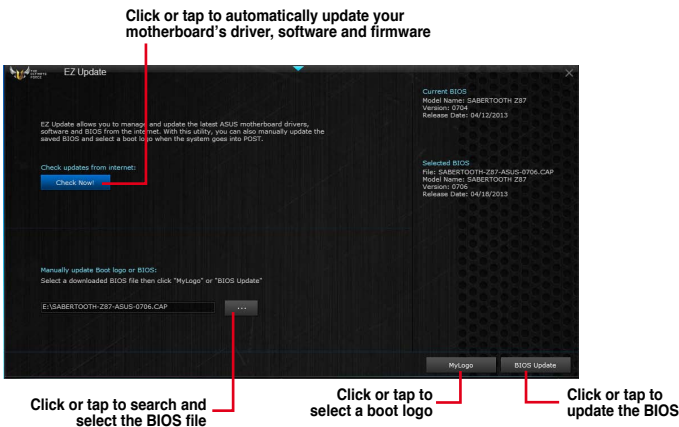 Click or tap to automatically update your
motherboard's driver, software and firmware
THE
ULTIMATE
FORCE
EZ Update
Current BIOS
Model Name: SABERTOOTH Z87
Version: 0704
Release Date: 04/12/2013
EZ Update allows you to manage and update the latest ASUS motherboard drivers,
software and BIOS from the internet. With this utility, you can also manually update the
saved BIOS and select a boot logo when the system goes into POST.
Check updates from internet:
Check Now!
Selected BIOS
File: SABERTOOTH-Z87-ASUS-0706.CAP
Model Name: SABERTOOTH Z87
Version: 0706
Release Date: 04/18/2013
Manually update Boot logo or BIOS:
Select a downloaded BIOS file then click "MyLogo" or "BIOS Update"
E:\SABERTOOTH-Z87-ASUS-0706.CAP
...
MyLogo
BIOS Update
Click or tap to search and
select the BIOS file
Click or tap to
select a boot logo
Click or tap to
update the BIOS